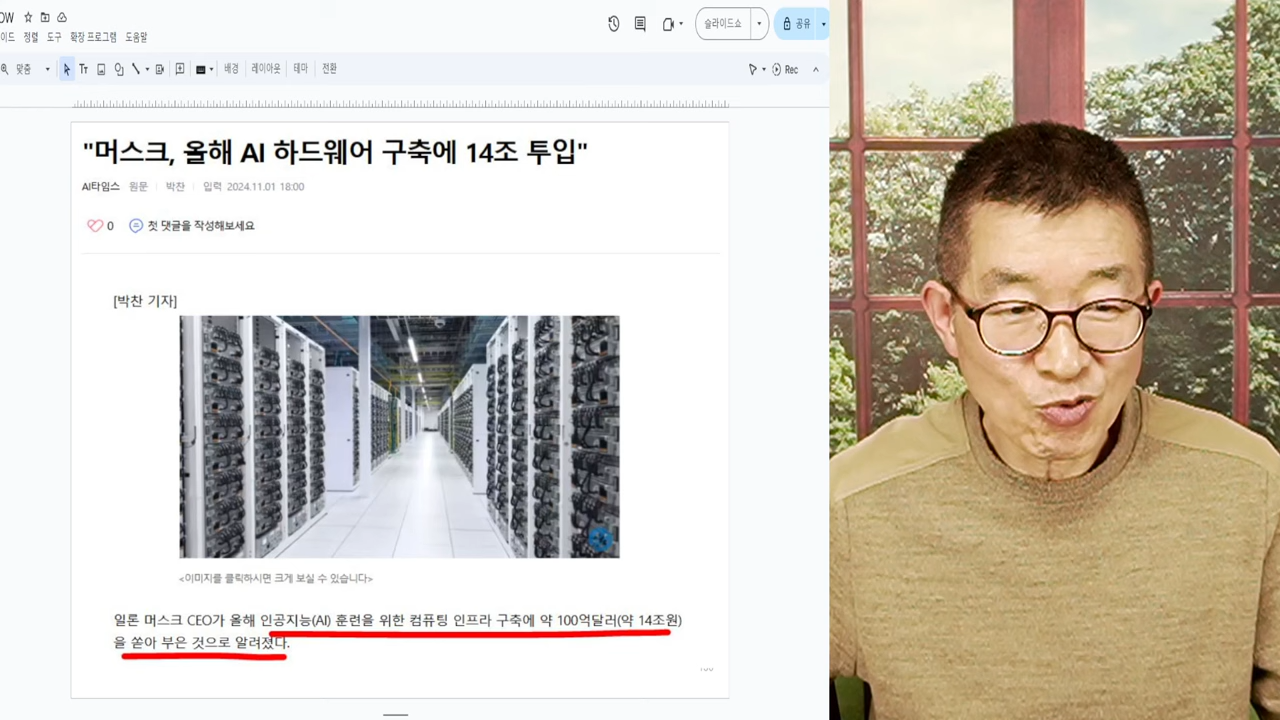 OW
이드 정렬 도구 확장 프로그램 도움말
슬라이드쇼
공유
맞춤
Tr
배경 레이아웃 테마 전환
Rec
"머스크, 올해 AI 하드웨어 구축에 14조 투입"
AI타임스 원문 박찬 입력 2024.11.01 18:00
0 첫 댓글을 작성해보세요
[박찬 기자]
<이미지를 클릭하시면 크게 보실 수 있습니다>
일론 머스크 CEO가 올해 인공지능(AI) 훈련을 위한 컴퓨팅 인프라 구축에 약 100억달러(약 14조원)
을 쏟아 부은 것으로 알려졌다.